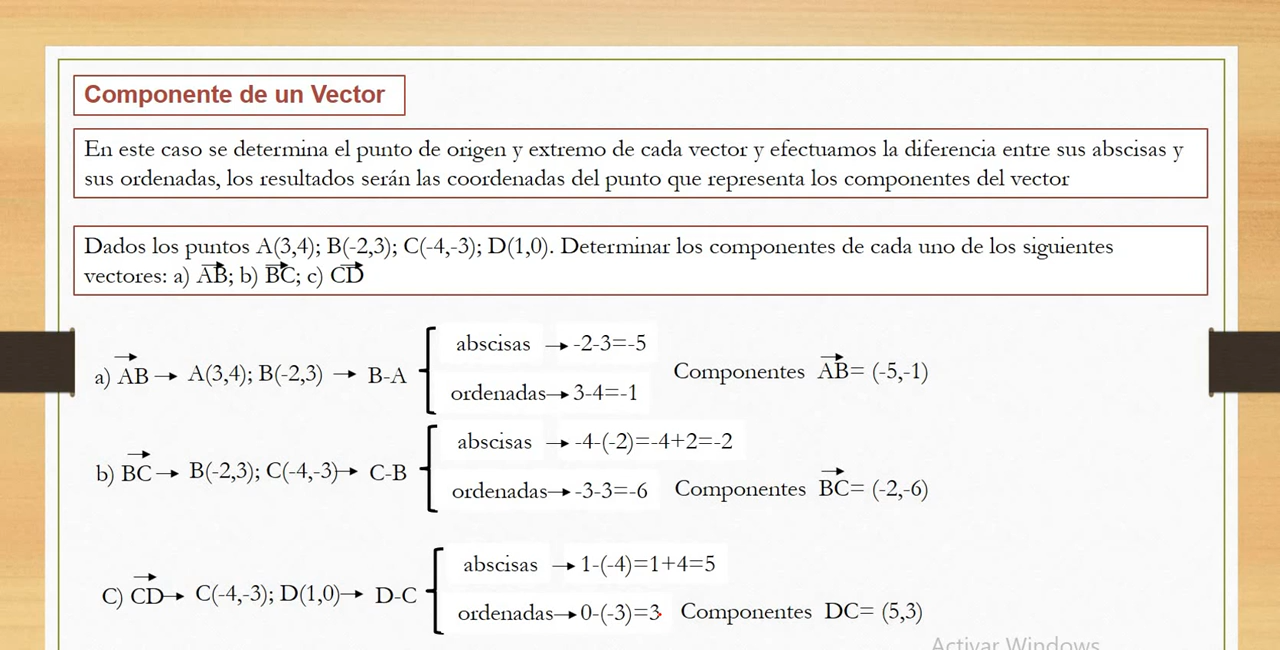 Componente de un Vector
En este caso se determina el punto de origen y extremo de cada vector y efectuamos la diferencia entre sus abscisas y
sus ordenadas, los resultados serán las coordenadas del punto que representa los componentes del vector
Dados los puntos A(3,4); B(-2,3); C(-4,-3); D(1,0). Determinar los componentes de cada uno de los siguientes
vectores: a) AB; b) BC; c) CD
abscisas → -2-3=-5
a) AB → A(3,4); B(-2,3) → B-A Componentes AB= (-5,-1)
ordenadas→ 3-4=-1
abscisas → -4-(-2)=-4+2=-2
b) BC → B(-2,3); C(-4,-3)→ C-B
ordenadas→ -3-3=-6 Componentes BC= (-2,-6)
abscisas → 1-(-4)=1+4=5
C) CD→ C(-4,-3); D(1,0)→ D-C
ordenadas→ 0-(-3)=3 Componentes DC= (5,3)
Activar Windows